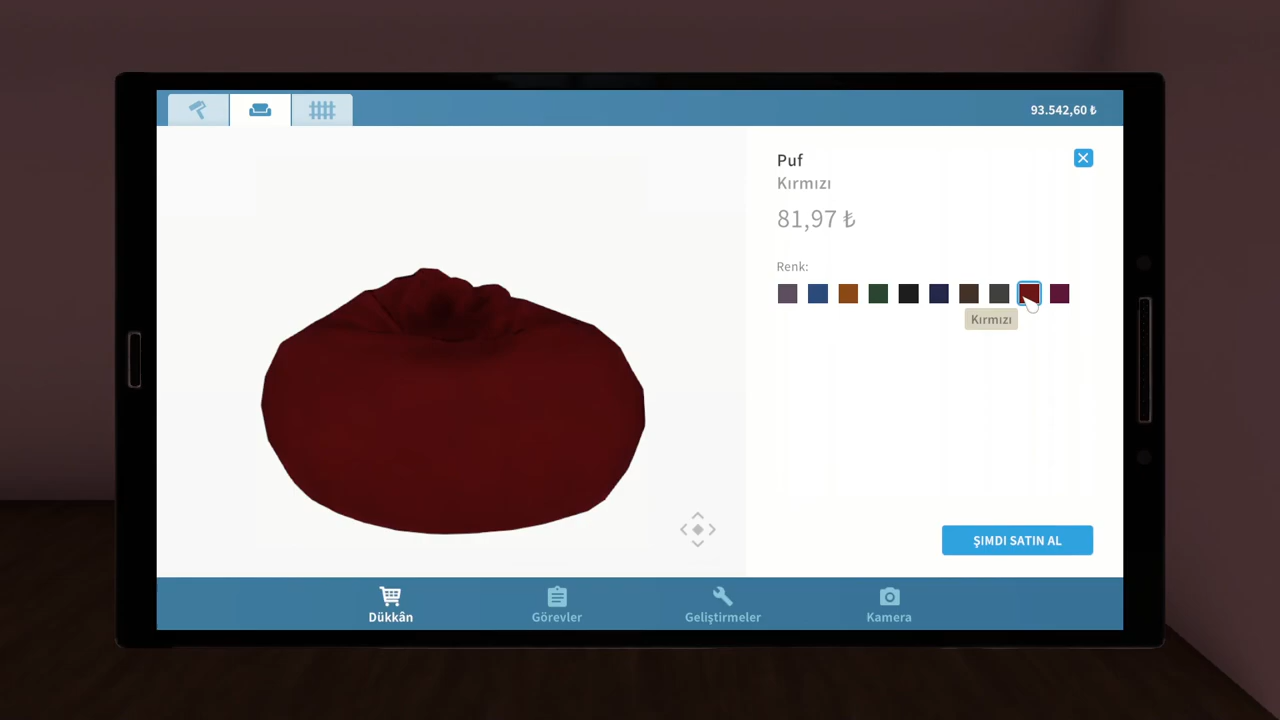 93.542,60 ₺
Puf
Kırmızı
81,97 ₺
Renk:
Kırmızı
ŞIMDI SATIN AL
Dükkân
Görevler
Geliştirmeler
Kamera